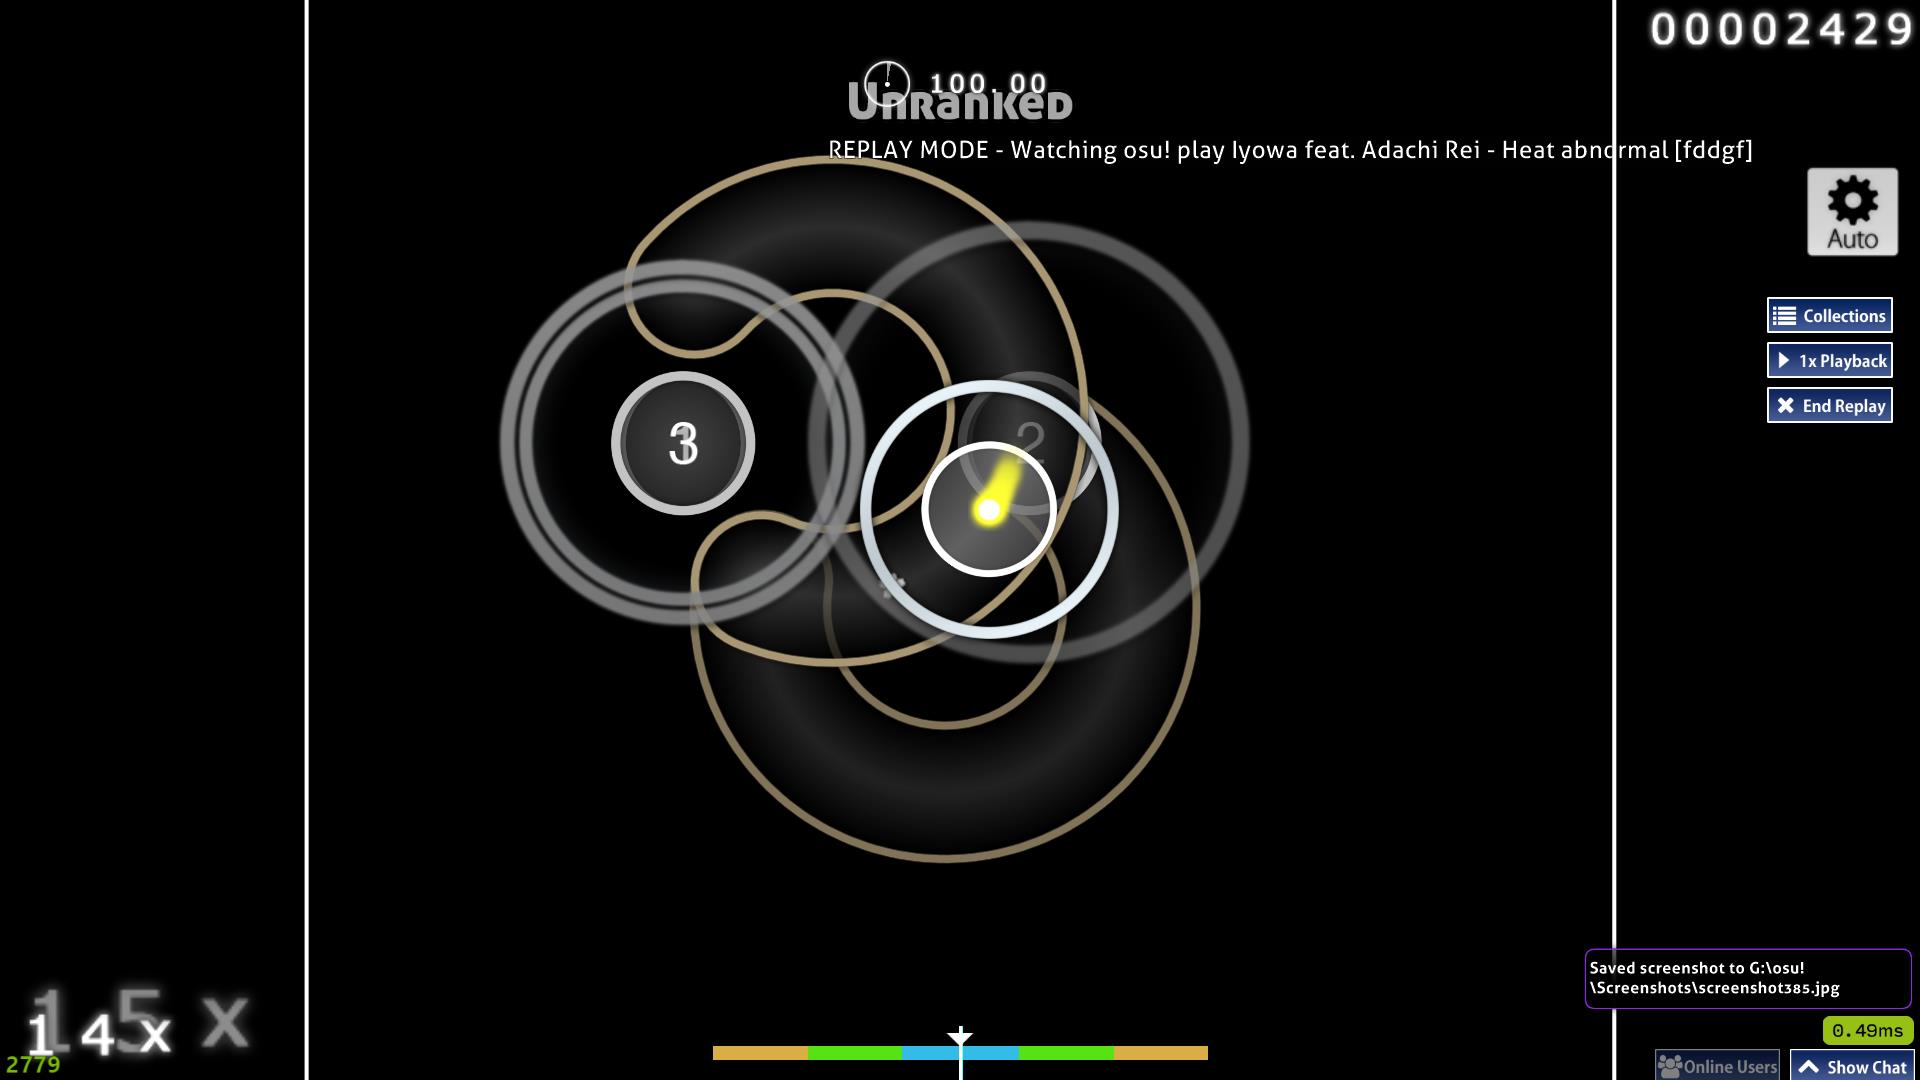 00002429
100.00
Unranked
REPLAY MODE - Watching osu! play Iyowa feat. Adachi Rei - Heat abnormal [fddgf]
Auto
Collections
1x Playback
End Replay
3
2
Saved screenshot to G:\osu!
\Screenshots\screenshot385.jpg
15x
14x
0.49ms
2779
Online Users
Show Chat